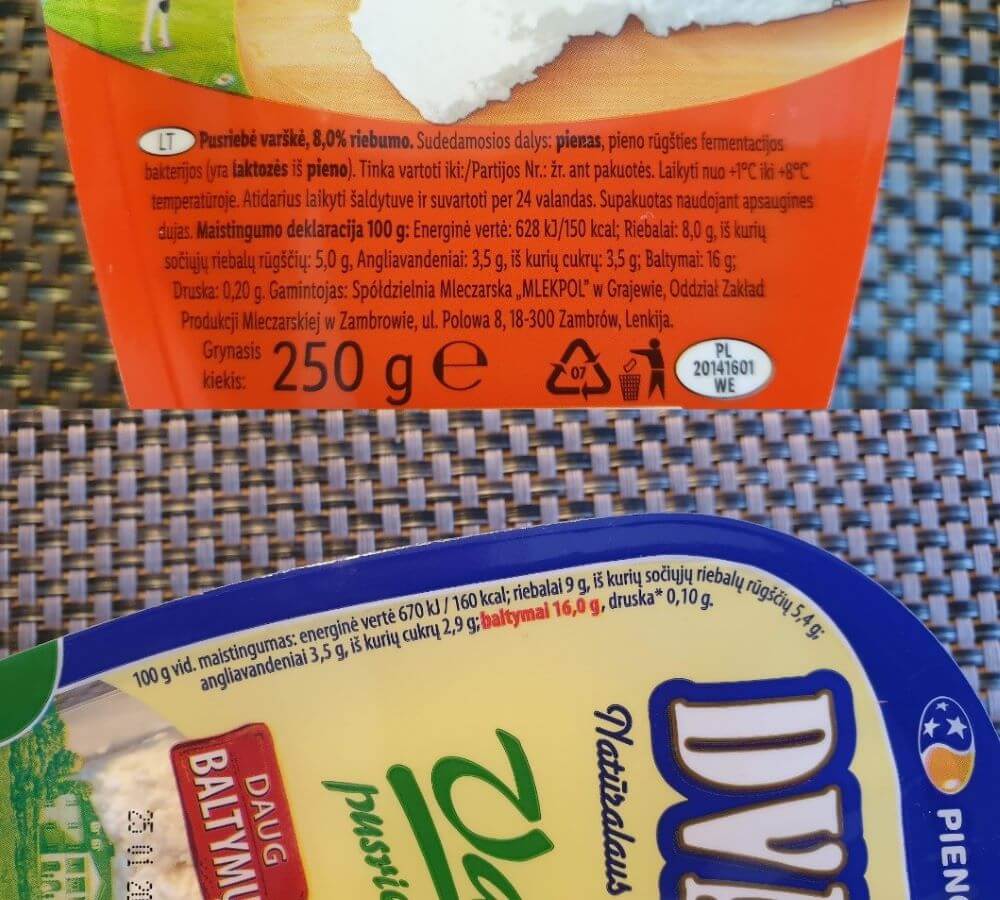 LT Pusriebė varškė, 8,0% riebumo. Sudedamosios dalys: pienas, pieno rūgšties fermentacijos
bakterijos (yra laktozės iš pieno). Tinka vartoti iki:/Partijos Nr.: žr. ant pakuotės. Laikyti nuo +1°C iki +8°C
temperatūroje. Atidarius laikyti šaldytuve ir suvartoti per 24 valandas. Supakuotas naudojant apsaugines
dujas. Maistingumo deklaracija 100 g: Energinė vertė: 628 kJ/150 kcal; Riebalai: 8,0 g, iš kurių
sočiųjų riebalų rūgščių: 5,0 g, Angliavandeniai: 3,5 g, iš kurių cukrų: 3,5 g; Baltymai: 16 g;
Druska: 0,20 g. Gamintojas: Spółdzielnia Mleczarska „MLEKPOL” w Grajewie, Oddział Zakład
Produkcji Mleczarskiej w Zambrowie, ul. Polowa 8, 18-300 Zambrów, Lenkija.
Grynasis
kiekis: 250 g e
07
PL
20141601
WE
100 g vid. maistingumas: energinė vertė 670 kJ / 160 kcal; riebalai 9 g, iš kurių sočiųjų riebalų rūgščių 5,4 g;
angliavandeniai 3,5 g, iš kurių cukrų 2,9 g; baltymai 16,0 g, druska* 0,10 g.
Natūralaus
DAUG
25 01